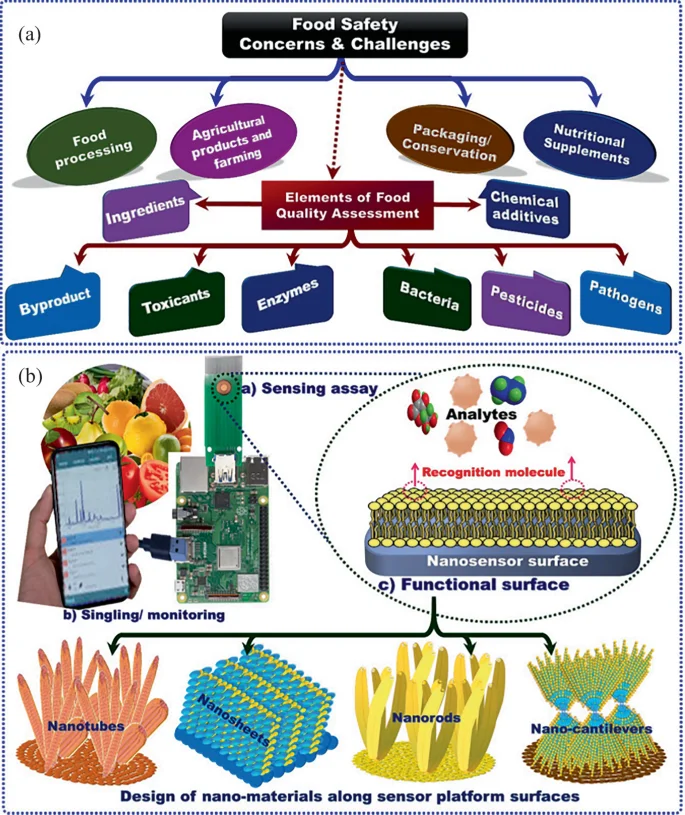 (a)
Food Safety
Concerns & Challenges
Food
processing
Agricultural
products and
farming
Packaging/
Conservation
Nutritional
Supplements
Ingredients
Elements of Food
Quality Assessment
Chemical
additives
Byproduct
Toxicants
Enzymes
Bacteria
Pesticides
Pathogens
(b)
a) Sensing assay
Analytes
Recognition molecule
Nanosensor surface
c) Functional surface
b) Singling/ monitoring
Nanotubes
Nanosheets
Nanorods
Nano-cantilevers
Design of nano-materials along sensor platform surfaces